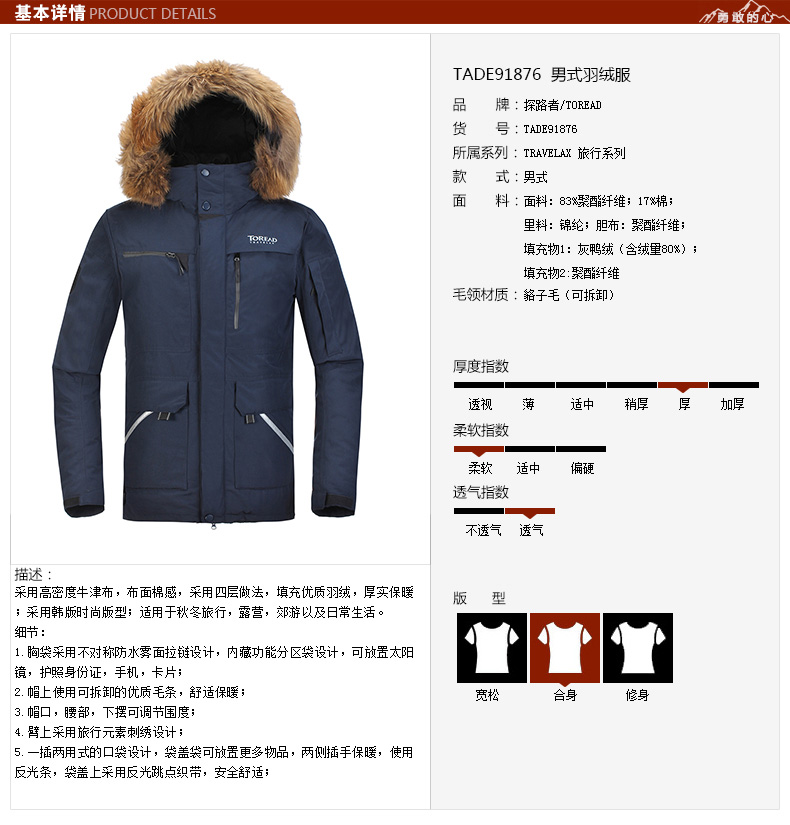 基本详情 PRODUCT DETAILS
勇敢的心
TOREAD
TADE91876 男式羽绒服
品 牌：探路者/TOREAD
货 号：TADE91876
所属系列：TRAVELAX 旅行系列
款 式：男式
面 料：面料：83%聚酯纤维；17%棉；
里料：锦纶；胆布：聚酯纤维；
填充物1：灰鸭绒（含绒量80%）；
填充物2:聚酯纤维
毛领材质：貉子毛（可拆卸）
厚度指数
透视 薄 适中 稍厚 厚 加厚
柔软指数
柔软 适中 偏硬
透气指数
不透气 透气
版 型
宽松 合身 修身
描述：
采用高密度牛津布，布面棉感，采用四层做法，填充优质羽绒，厚实保暖
；采用韩版时尚版型；适用于秋冬旅行，露营，郊游以及日常生活。
细节：
1.胸袋采用不对称防水雾面拉链设计，内藏功能分区袋设计，可放置太阳
镜，护照身份证，手机，卡片；
2.帽上使用可拆卸的优质毛条，舒适保暖；
3.帽口，腰部，下摆可调节围度；
4.臂上采用旅行元素刺绣设计；
5.一插两用式的口袋设计，袋盖袋可放置更多物品，两侧插手保暖，使用
反光条，袋盖上采用反光跳点织带，安全舒适；